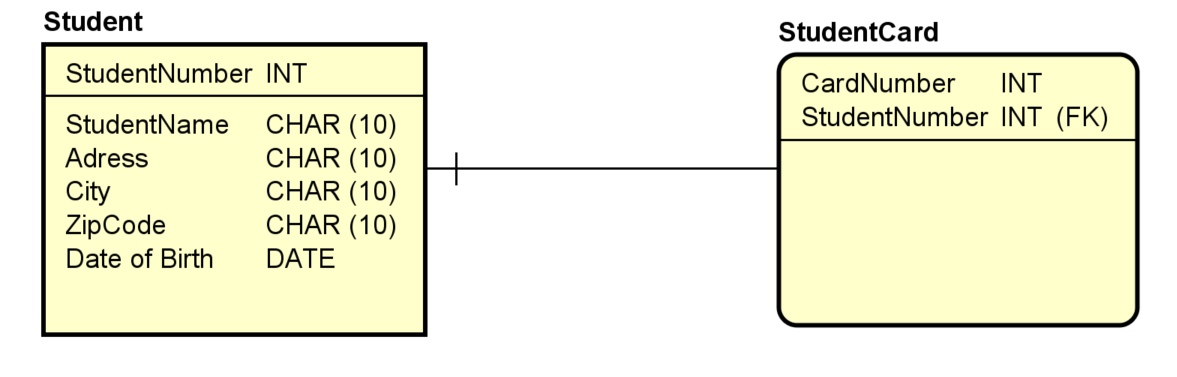 Student
StudentNumber INT
StudentName CHAR (10)
Adress CHAR (10)
City CHAR (10)
ZipCode CHAR (10)
Date of Birth DATE
StudentCard
CardNumber INT
StudentNumber INT (FK)